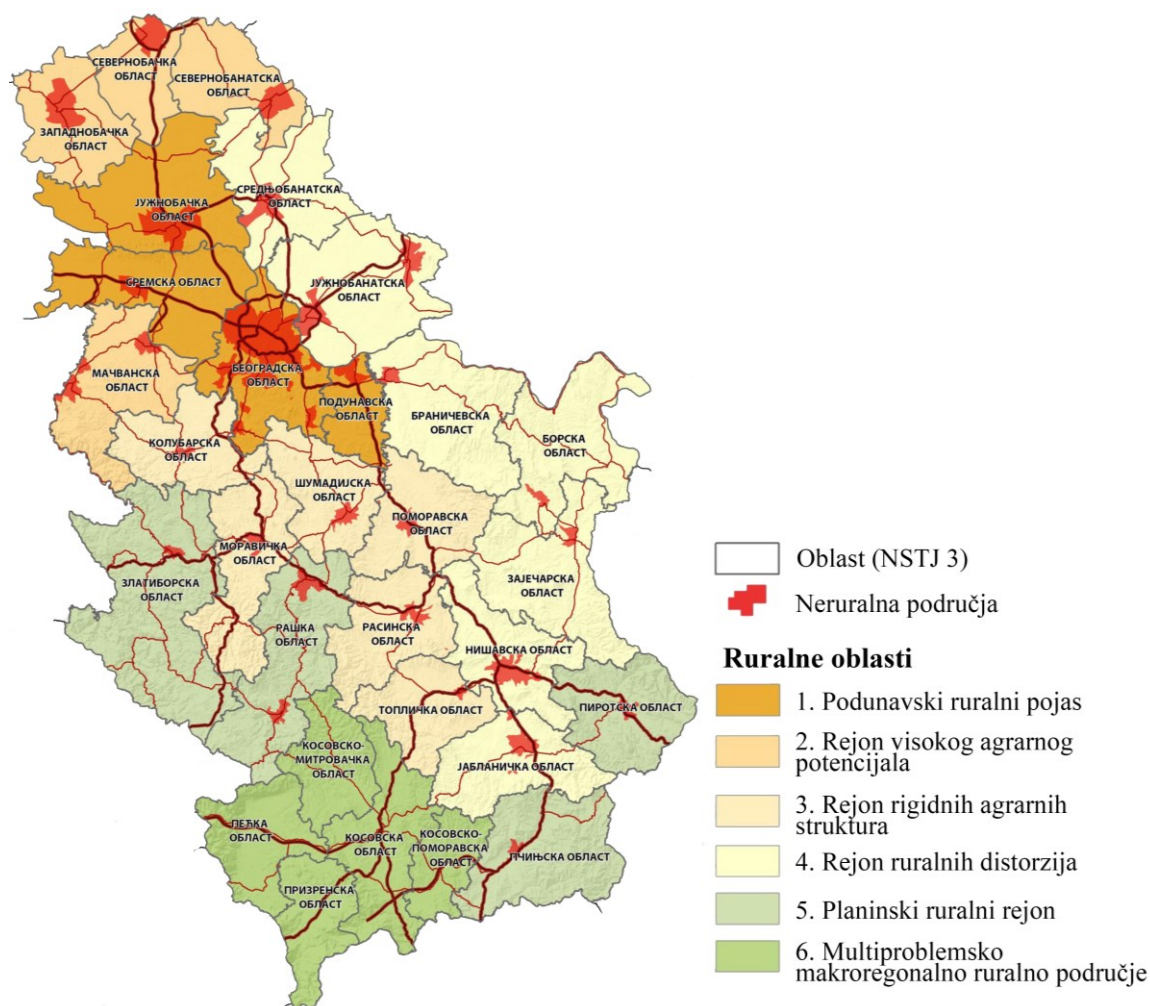 СЕВЕРНОБАЧКА
ОБЛАСТ
СЕВЕРНОБАНАТСКА
ОБЛАСТ
ЗАПАДНОБАЧКА
ОБЛАСТ
СРЕДЊОБАНАТСКА
ОБЛАСТ
ЈУЖНОБАЧКА
ОБЛАСТ
СРЕМСКА ОБЛАСТ
ЈУЖНОБАНАТСКА
ОБЛАСТ
МАЧВАНСКА
ОБЛАСТ
БЕОГРАДСКА
ОБЛАСТ
ПОДУНАВСКА
ОБЛАСТ
БРАНИЧЕВСКА
ОБЛАСТ
БОРСКА
ОБЛАСТ
КОЛУБАРСКА
ОБЛАСТ
ШУМАДИЈСКА
ОБЛАСТ
ПОМОРАВСКА
ОБЛАСТ
МОРАВИЧКА
ОБЛАСТ
ЗЛАТИБОРСКА
ОБЛАСТ
ЗАЈЕЧАРСКА
ОБЛАСТ
РАШКА
ОБЛАСТ
РАСИНСКА
ОБЛАСТ
НИШАВСКА ОБЛАСТ
ТОПЛИЧКА ОБЛАСТ
ПИРОТСКА ОБЛАСТ
КОСОВСКО-
МИТРОВАЧКА
ОБЛАСТ
ЈАБЛАНИЧКА ОБЛАСТ
ПЕЋКА
ОБЛАСТ
КОСОВСКА
ОБЛАСТ
КОСОВСКО-
ПОМОРАВСКА
ОБЛАСТ
ПЧИЊСКА ОБЛАСТ
ПРИЗРЕНСКА
ОБЛАСТ
Oblast (NSTJ 3)
Neruralna područja
Ruralne oblasti
1. Podunavski ruralni pojas
2. Rejon visokog agrarnog
potencijala
3. Rejon rigidnih agrarnih
struktura
4. Rejon ruralnih distorzija
5. Planinski ruralni rejon
6. Multiproblemsko
makroregionalno ruralno područje